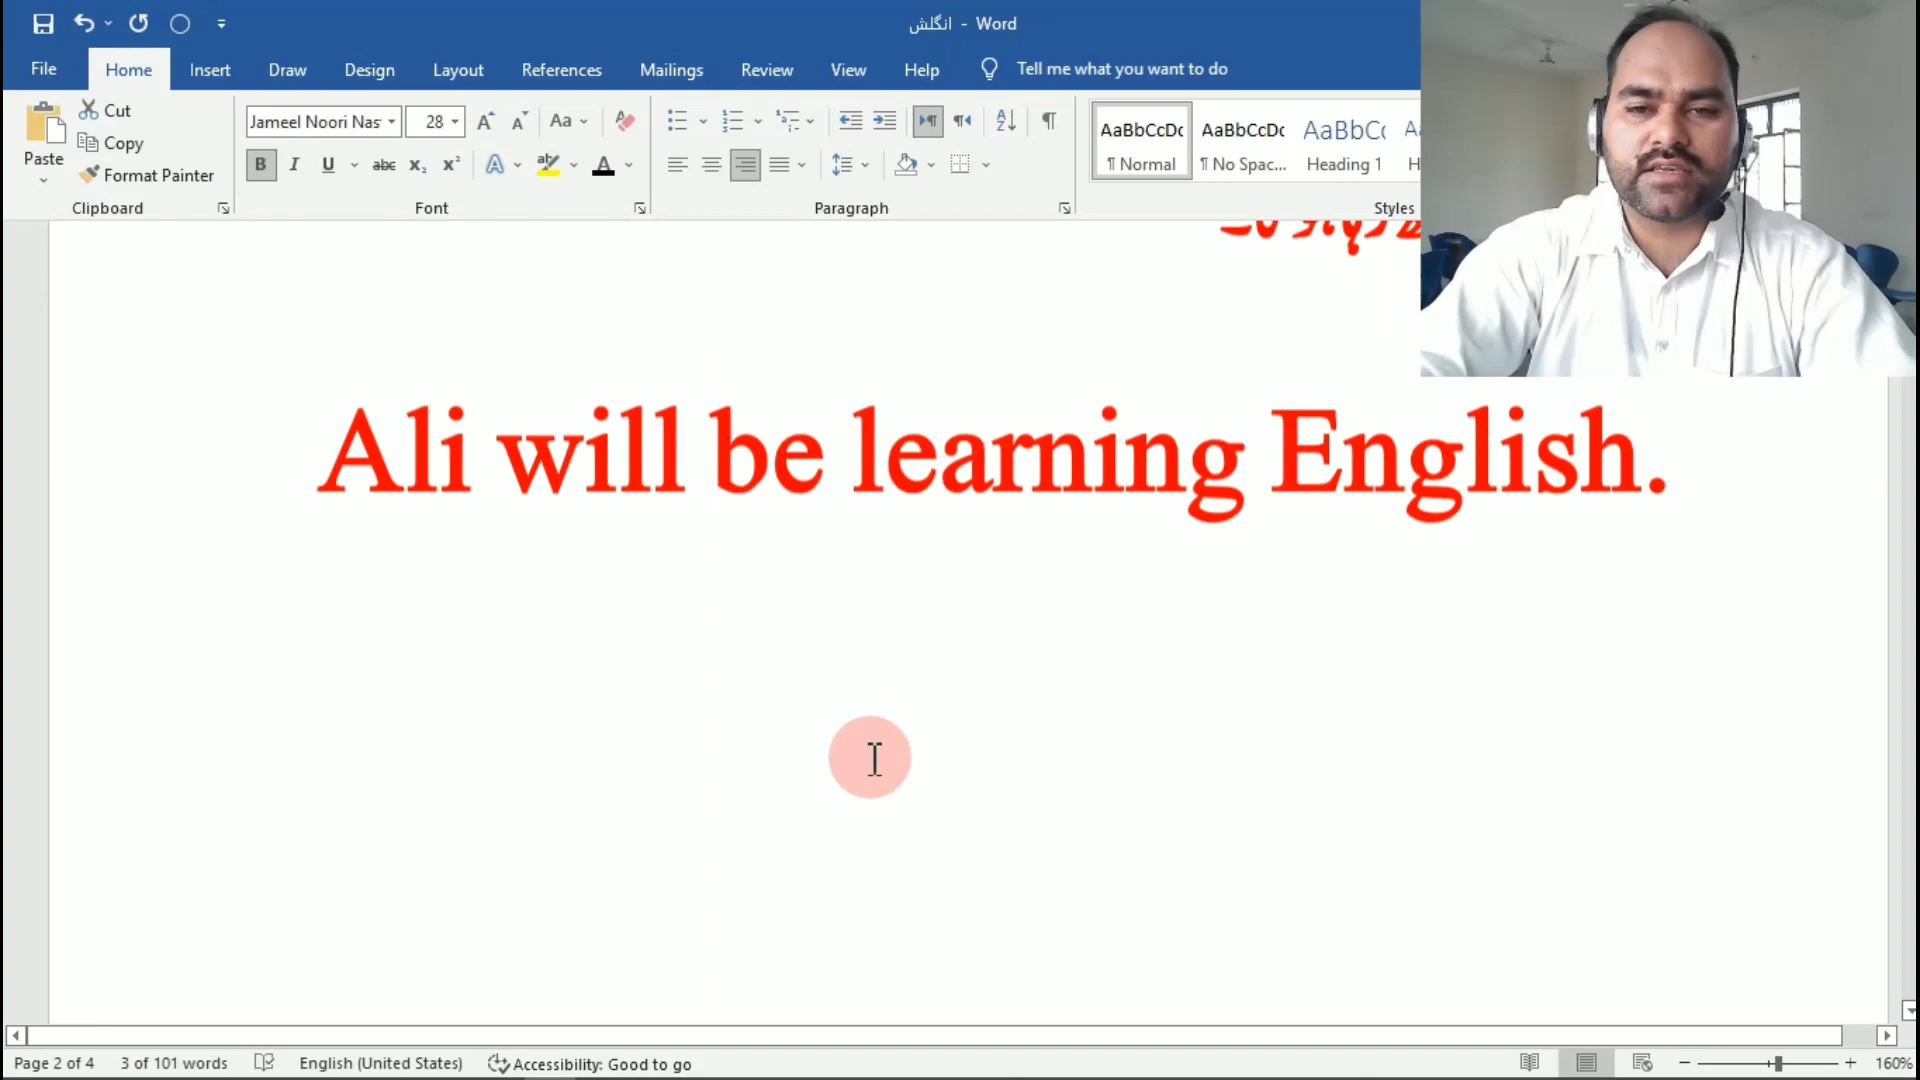 انگلش - Word
File Home Insert Draw Design Layout References Mailings Review View Help Tell me what you want to do
Paste
Cut
Copy
Format Painter
Clipboard
Jameel Noori Nas 28
Font
Paragraph
AaBbCcDc AaBbCcDc AaBbCc
¶ Normal ¶ No Spac... Heading 1 H
Styles
Ali will be learning English.
Page 2 of 4 3 of 101 words English (United States) Accessibility: Good to go 160%